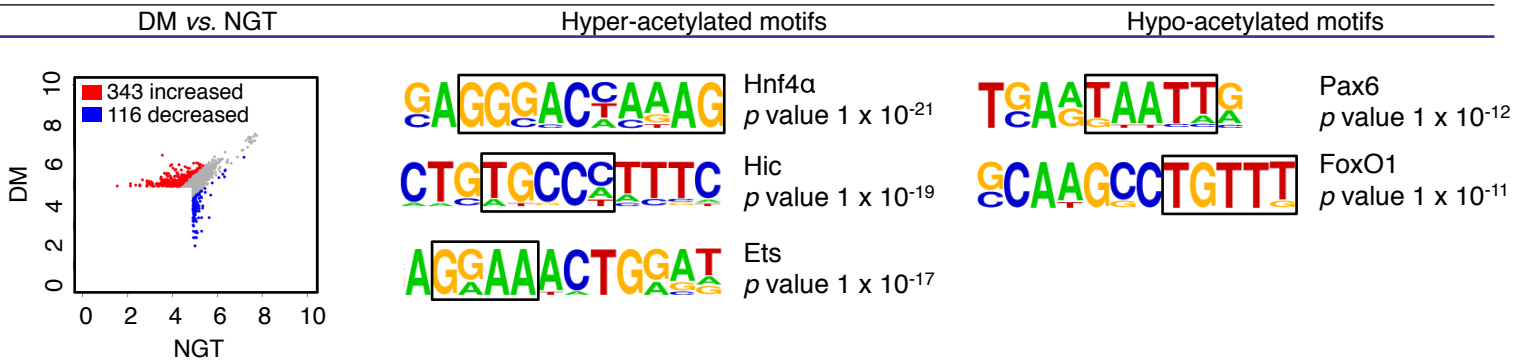 DM vs. NGT
Hyper-acetylated motifs
Hypo-acetylated motifs
343 increased
116 decreased
10
8
6
4
2
0
DM
0 2 4 6 8 10
NGT
GAGGGACCAAAG
Hnf4α
p value 1 x 10-21
CTGTGCCCTTTC
Hic
p value 1 x 10-19
AGGAAACTGGAT
Ets
p value 1 x 10-17
TGAATAATTG
Pax6
p value 1 x 10-12
GCAAGCCTGTTT
FoxO1
p value 1 x 10-11